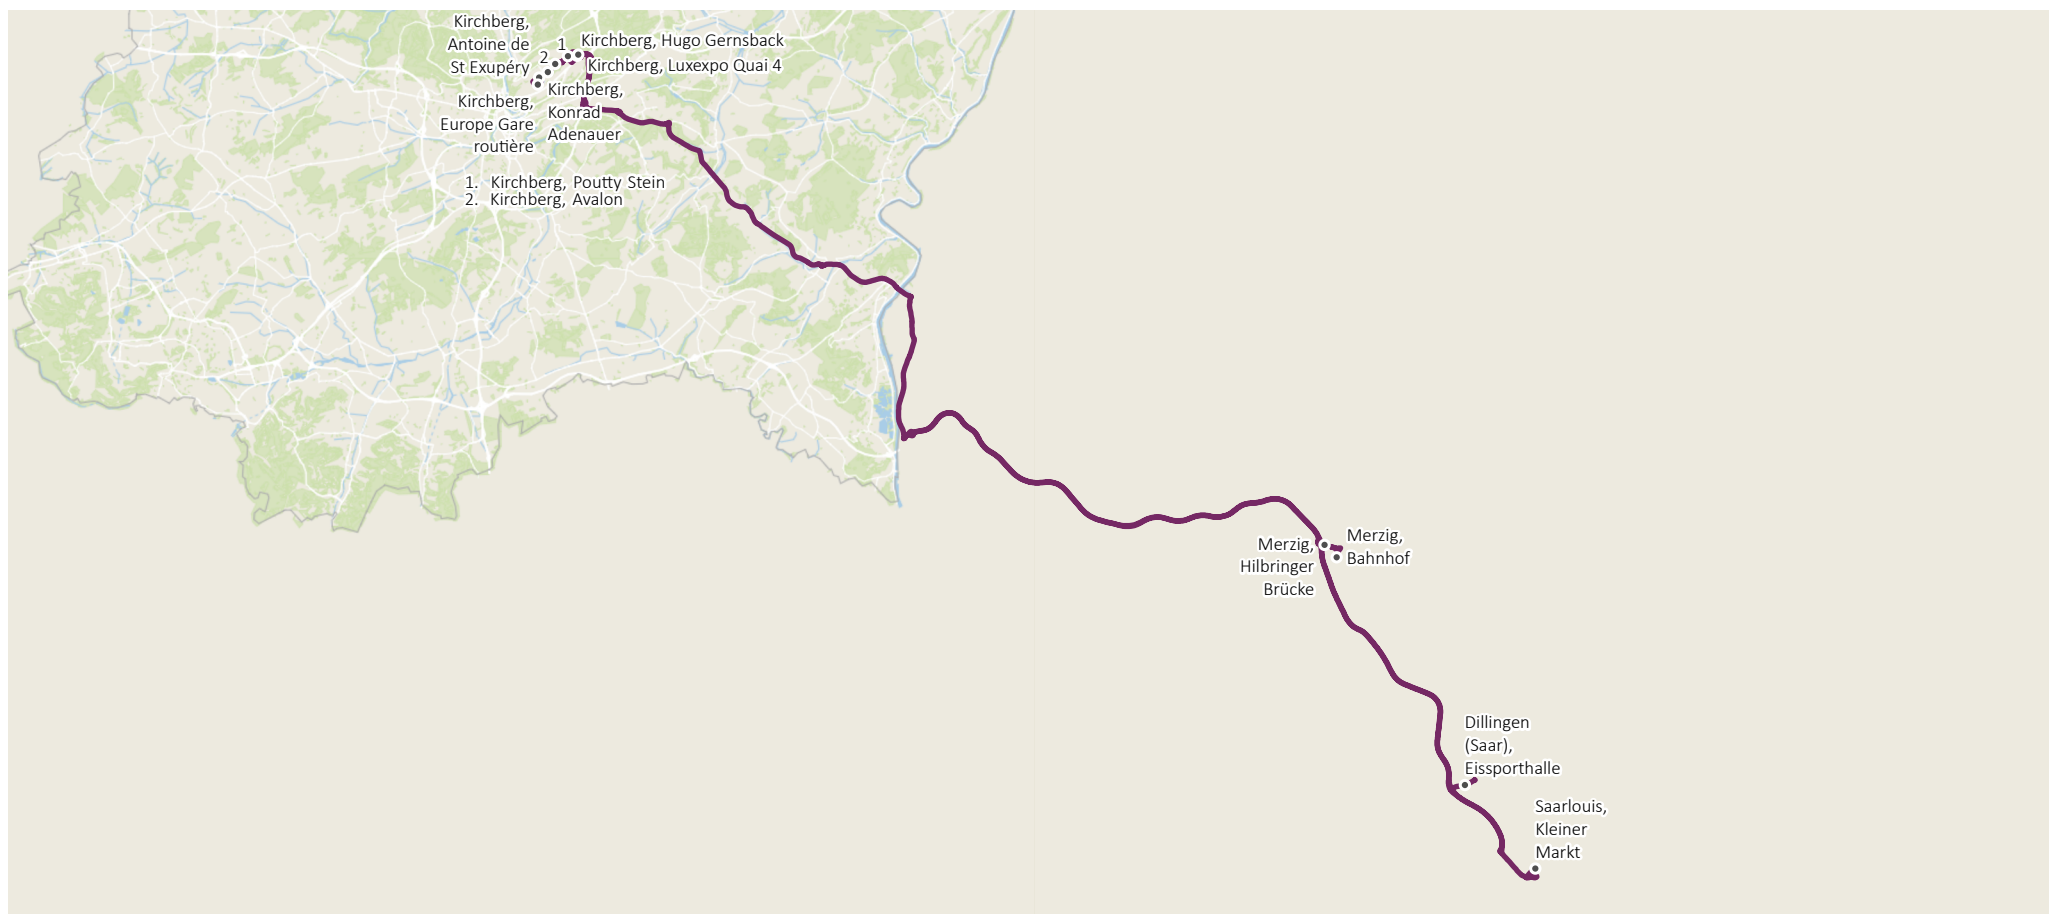 Kirchberg,
Antoine de
St Exupéry
1
2
Kirchberg, Hugo Gernsback
Kirchberg, Luxexpo Quai 4
Kirchberg,
Konrad
Adenauer
Kirchberg,
Europe Gare
routière
1. Kirchberg, Poutty Stein
2. Kirchberg, Avalon
Merzig,
Hilbringer
Brücke
Merzig,
Bahnhof
Dillingen
(Saar),
Eissporthalle
Saarlouis,
Kleiner
Markt